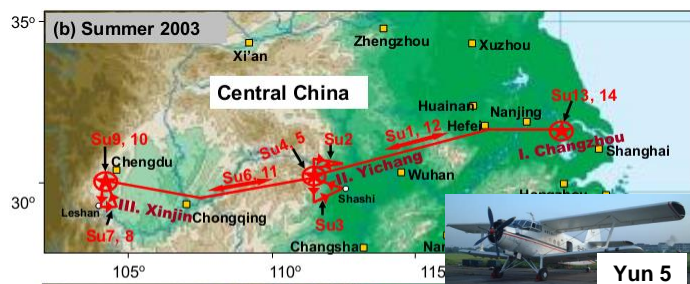 35°
(b) Summer 2003
Zhengzhou
Xuzhou
Xi'an
Central China
Huainan
Su13, 14
Nanjing
Su9, 10
Su4, 5
Su2
Su1, 12
Hefei
I. Changzhou
Shanghai
Chengdu
Su6, 11
II. Yichang
Wuhan
30°
III. Xinjin
Shashi
Leshan
Chongqing
Su7, 8
Su3
Changsha
105°
110°
115
Yun 5